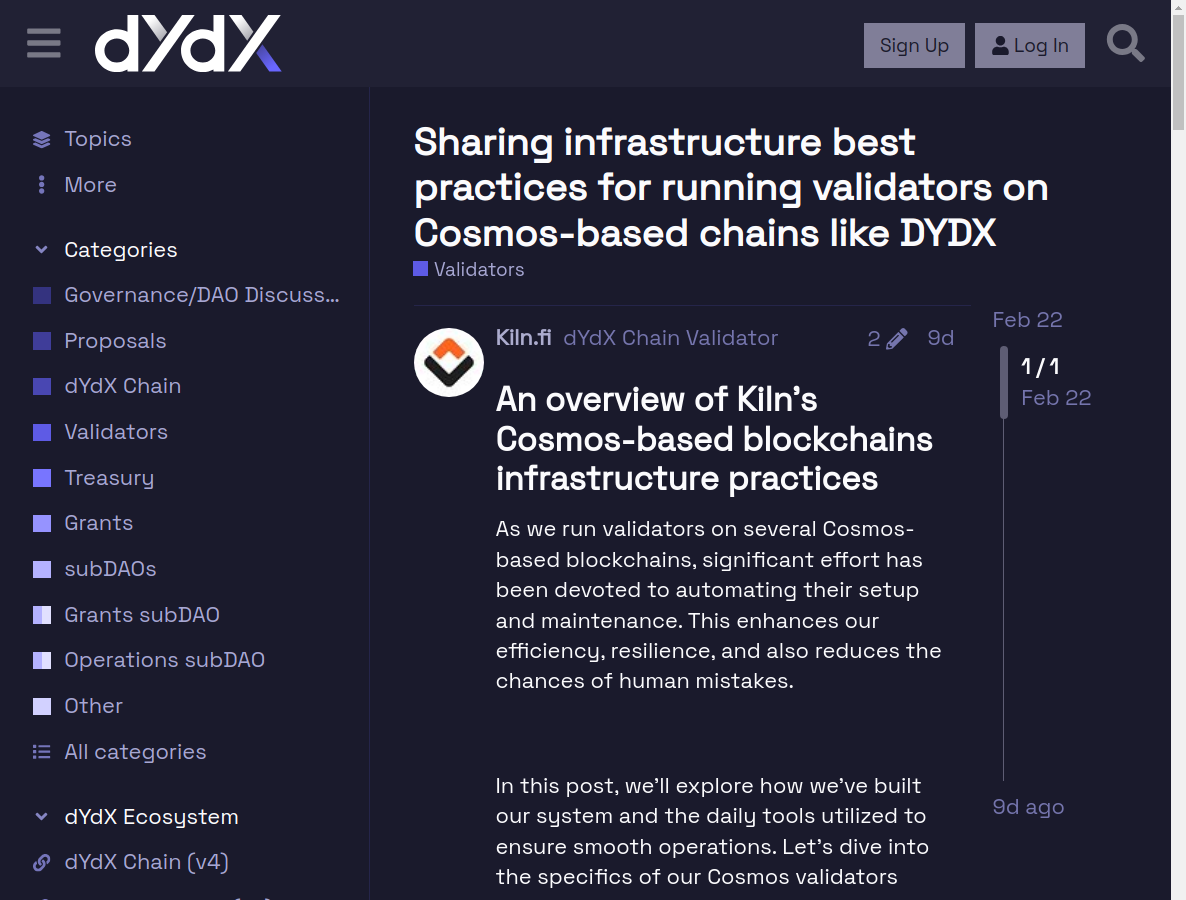 dYdX
Sign Up
Log In
Topics
More
Categories
Governance/DAO Discuss...
Proposals
dYdX Chain
Validators
Treasury
Grants
subDAOs
Grants subDAO
Operations subDAO
Other
All categories
dYdX Ecosystem
dYdX Chain (v4)
Sharing infrastructure best
practices for running validators on
Cosmos-based chains like DYDX
Validators
Kiln.fi dYdX Chain Validator 2 9d
An overview of Kiln’s
Cosmos-based blockchains
infrastructure practices
As we run validators on several Cosmos-
based blockchains, significant effort has
been devoted to automating their setup
and maintenance. This enhances our
efficiency, resilience, and also reduces the
chances of human mistakes.
In this post, we’ll explore how we’ve built
our system and the daily tools utilized to
ensure smooth operations. Let’s dive into
the specifics of our Cosmos validators
Feb 22
1 / 1
Feb 22
9d ago